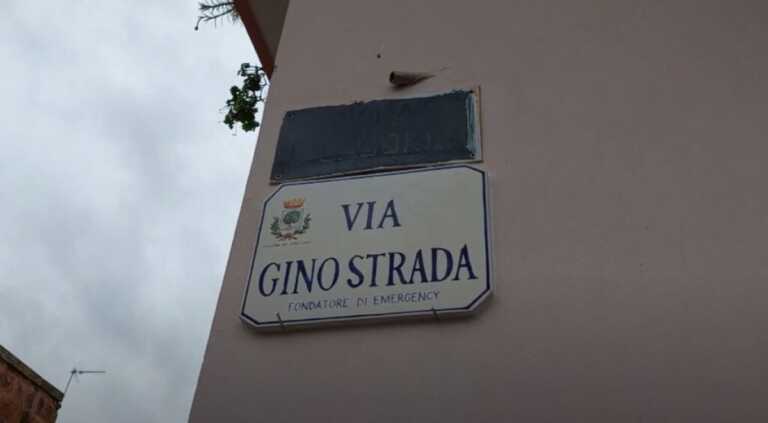 VIA
GINO STRADA
FONDATORE DI EMERGENCY